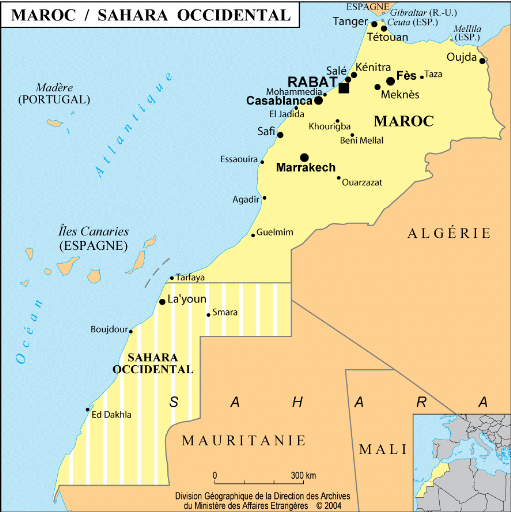 MAROC / SAHARA OCCIDENTAL
ESPAGNE
Gibraltar (R.-U.)
Ceuta (ESP.)
Tanger
Tétouan
Mellila
(ESP.)
Oujda
Kénitra
Salé
Fès
Taza
RABAT
Meknès
Mohammedia
Casablanca
El Jadida
MAROC
Khourigba
Safi
Beni Mellal
Essaouira
Marrakech
Ouarzazat
Agadir
Guelmim
Madère
(PORTUGAL)
Atlantique
Îles Canaries
(ESPAGNE)
ALGÉRIE
Tarfaya
La'youn
Smara
Boujdour
Océan
SAHARA
OCCIDENTAL
Ed Dakhla
S A H A R A
MAURITANIE
MALI
0 300 km
Division Géographique de la Direction des Archives
du Ministère des Affaires Etrangères © 2004